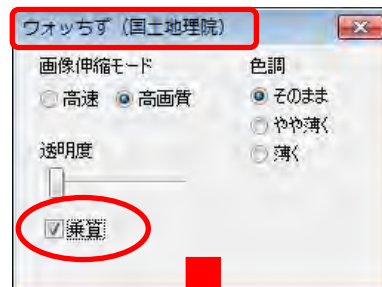 ウォッちず（国土地理院）
画像伸縮モード
高速 高画質
色調
そのまま
やや薄く
薄く
透明度
乗算